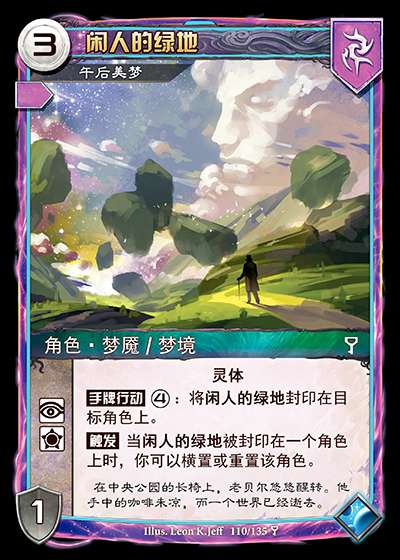 3
闲人的绿地
午后美梦
角色·梦魇/梦境
灵体
手牌行动 ④：将闲人的绿地封印在目
标角色上。
触发 当闲人的绿地被封印在一个角色
上时，你可以横置或重置该角色。
在中央公园的长椅上，老贝尔悠悠醒转。他
手中的咖啡未凉，而一个世界已经逝去。
1
Illus. Leon K.Jeff 110/135